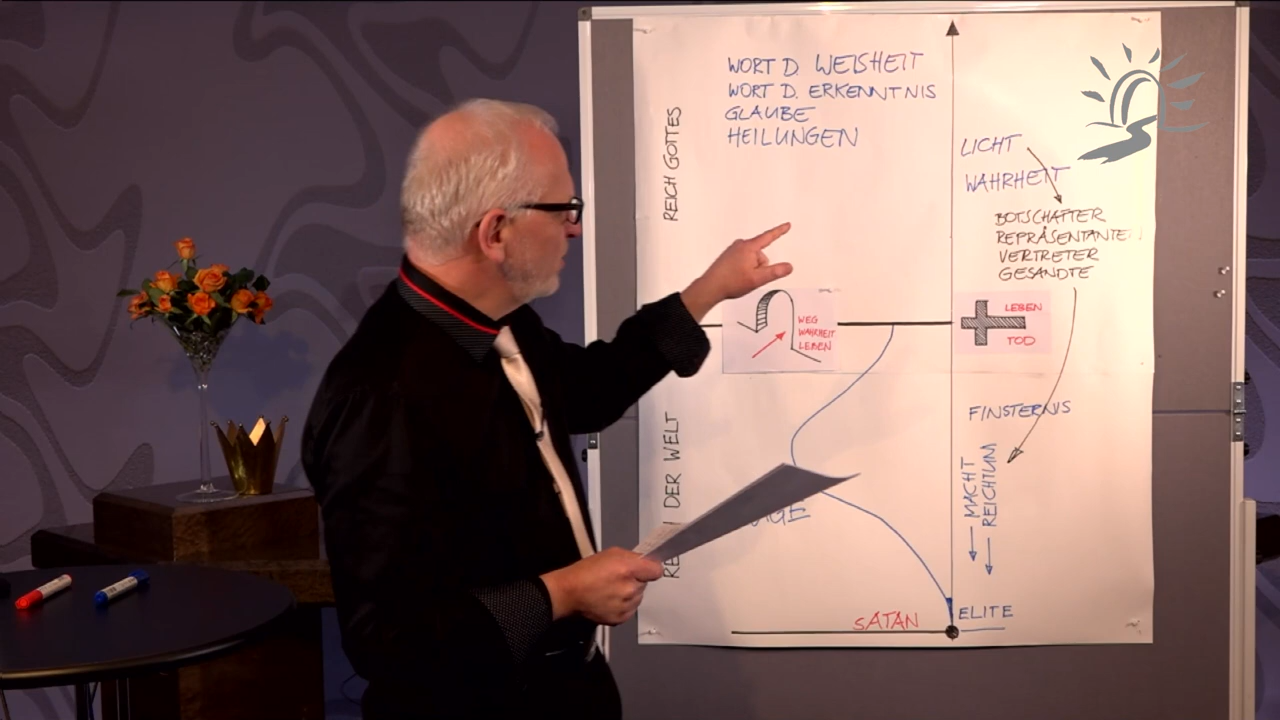 WORT D. WEISHEIT
WORT D. ERKENNTNIS
GLAUBE
HEILUNGEN
REICH GOTTES
LICHT
WAHRHEIT
BOTSCHAFTER
REPRÄSENTANTEN
VERTRETER
GESANDTE
WEG
WAHRHEIT
LEBEN
LEBEN
TOD
DER WELT
FINSTERNIS
MACHT
REICHTUM
SATAN
ELITE